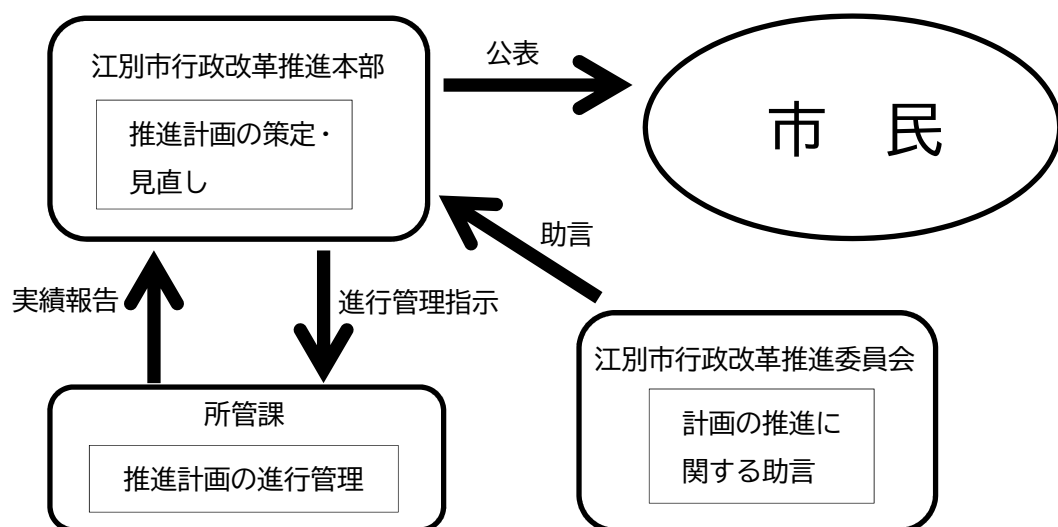 江別市行政改革推進本部
推進計画の策定・
見直し
公表
市　民
助言
実績報告
進行管理指示
所管課
推進計画の進行管理
江別市行政改革推進委員会
計画の推進に
関する助言